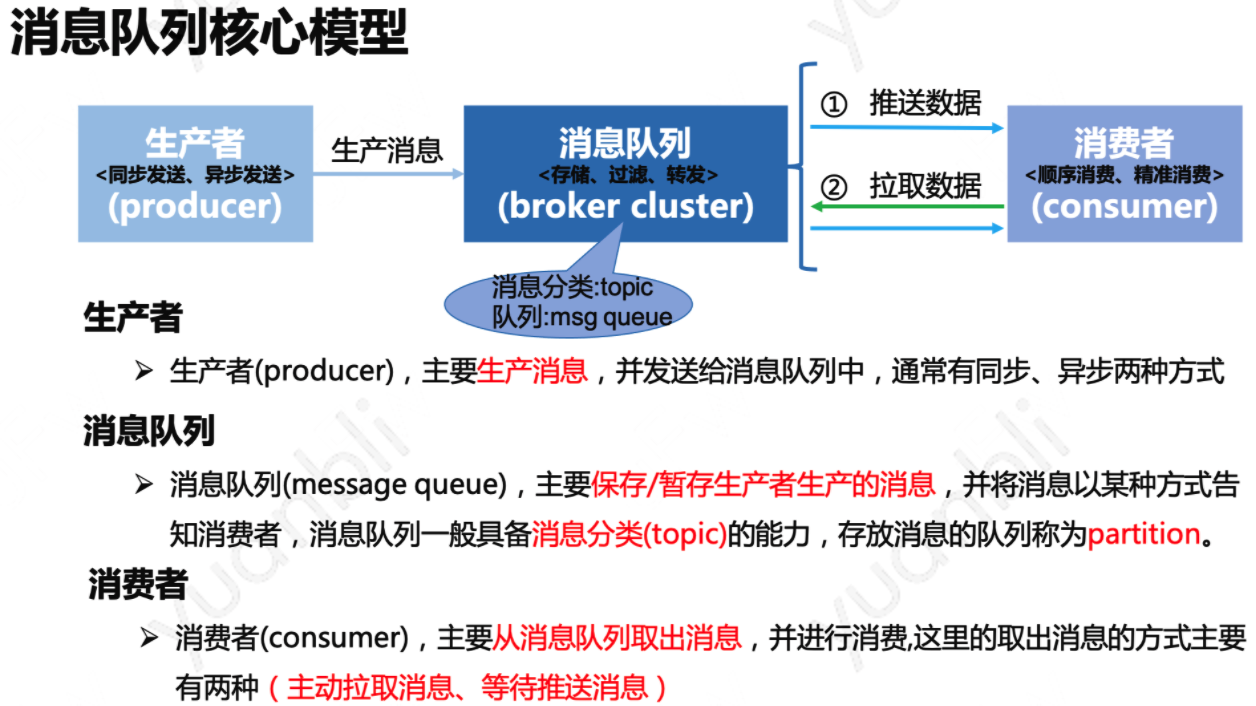 消息队列核心模型
生产者
<同步发送、异步发送>
(producer)
生产消息
消息队列
<存储、过滤、转发>
(broker cluster)
① 推送数据
② 拉取数据
消费者
<顺序消费、精准消费>
(consumer)
消息分类:topic
队列:msg queue
生产者
➢ 生产者(producer)，主要生产消息，并发送给消息队列中，通常有同步、异步两种方式
消息队列
➢ 消息队列(message queue)，主要保存/暂存生产者生产的消息，并将消息以某种方式告
知消费者，消息队列一般具备消息分类(topic)的能力，存放消息的队列称为partition。
消费者
➢ 消费者(consumer)，主要从消息队列取出消息，并进行消费,这里的取出消息的方式主要
有两种（主动拉取消息、等待推送消息）
yuanbli
yuanbli